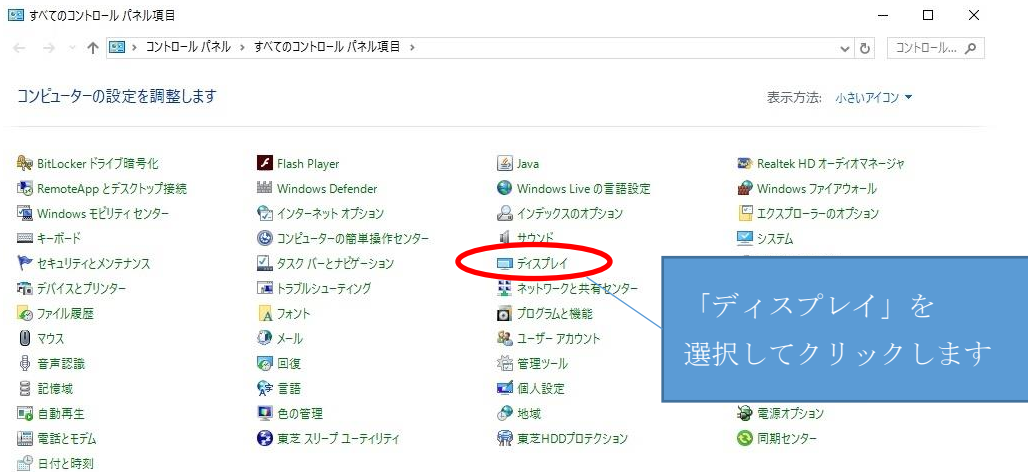 すべてのコントロール パネル項目
コントロール パネル › すべてのコントロール パネル項目 ›
コントロール...
コンピューターの設定を調整します
表示方法: 小さいアイコン
BitLocker ドライブ暗号化
Flash Player
Java
Realtek HD オーディオマネージャ
RemoteApp とデスクトップ接続
Windows Defender
Windows Live の言語設定
Windows ファイアウォール
Windows モビリティ センター
インターネット オプション
インデックスのオプション
エクスプローラーのオプション
キーボード
コンピューターの簡単操作センター
サウンド
システム
セキュリティとメンテナンス
タスク バーとナビゲーション
ディスプレイ
デバイスとプリンター
トラブルシューティング
ネットワークと共有センター
ファイル履歴
フォント
プログラムと機能
マウス
メール
ユーザー アカウント
音声認識
回復
管理ツール
記憶域
言語
個人設定
自動再生
色の管理
地域
電源オプション
電話とモデム
東芝 スリープ ユーティリティ
東芝HDDプロテクション
同期センター
日付と時刻
「ディスプレイ」を
選択してクリックします